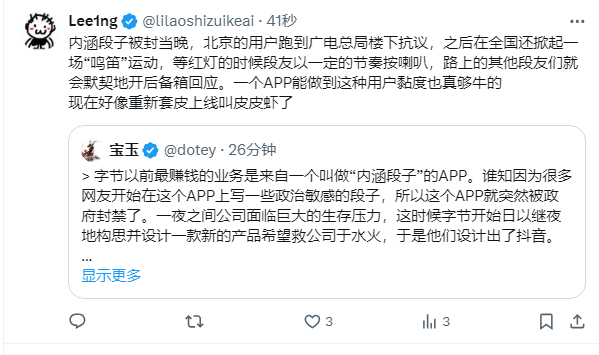 Lee1ng @lilaoshizuikeai · 41秒
内涵段子被封当晚，北京的用户跑到广电总局楼下抗议，之后在全国还掀起一
场“鸣笛”运动，等红灯的时候段友以一定的节奏按喇叭，路上的其他段友们就
会默契地开后备箱回应。一个APP能做到这种用户黏度也真够牛的
现在好像重新套皮上线叫皮皮虾了
宝玉 @dotey · 26分钟
> 字节以前最赚钱的业务是来自一个叫做“内涵段子”的APP。谁知因为很多
网友开始在这个APP上写一些政治敏感的段子，所以这个APP就突然被政
府封禁了。一夜之间公司面临巨大的生存压力，这时候字节开始日以继夜
地构思并设计一款新的产品希望救公司于水火，于是他们设计出了抖音。
...
显示更多
3 3